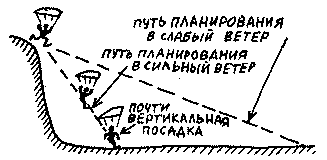 ПУТЬ ПЛАНИРОВАНИЯ
В СЛАБЫЙ ВЕТЕР
ПУТЬ ПЛАНИРОВАНИЯ
В СИЛЬНЫЙ ВЕТЕР
ПОЧТИ
ВЕРТИКАЛЬНАЯ
ПОСАДКА